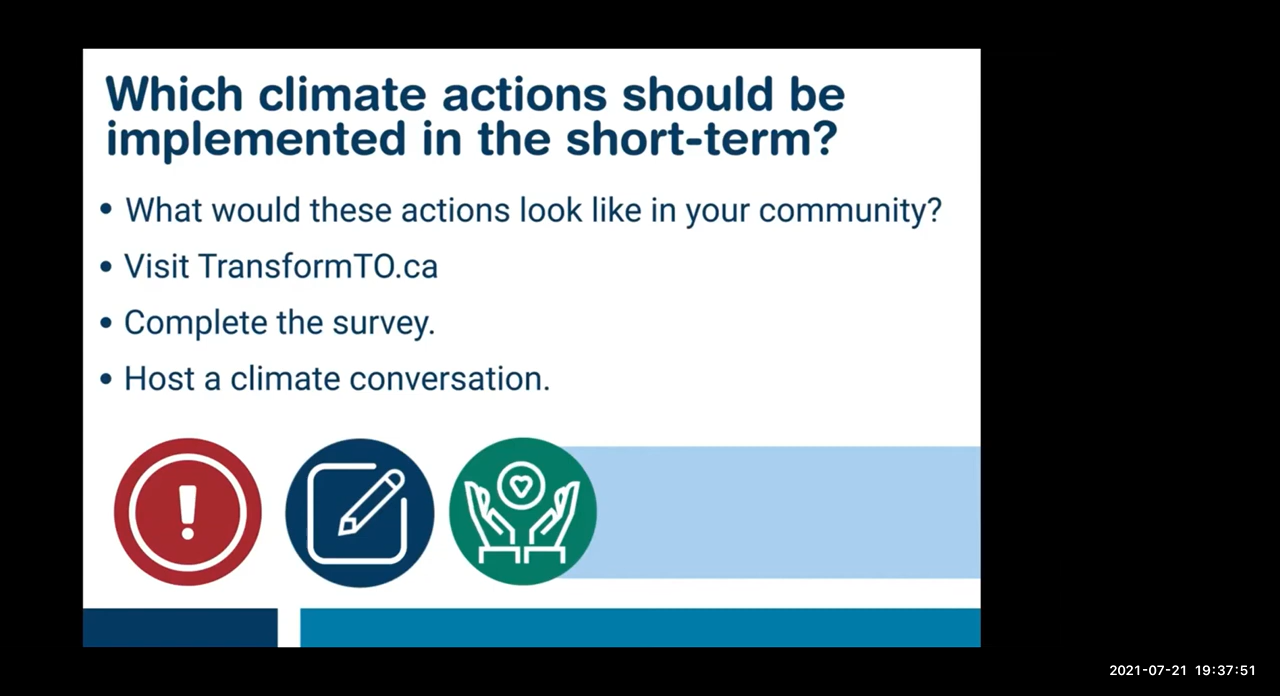 Which climate actions should be
implemented in the short-term?
• What would these actions look like in your community?
• Visit TransformTO.ca
• Complete the survey.
• Host a climate conversation.
2021-07-21 19:37:51